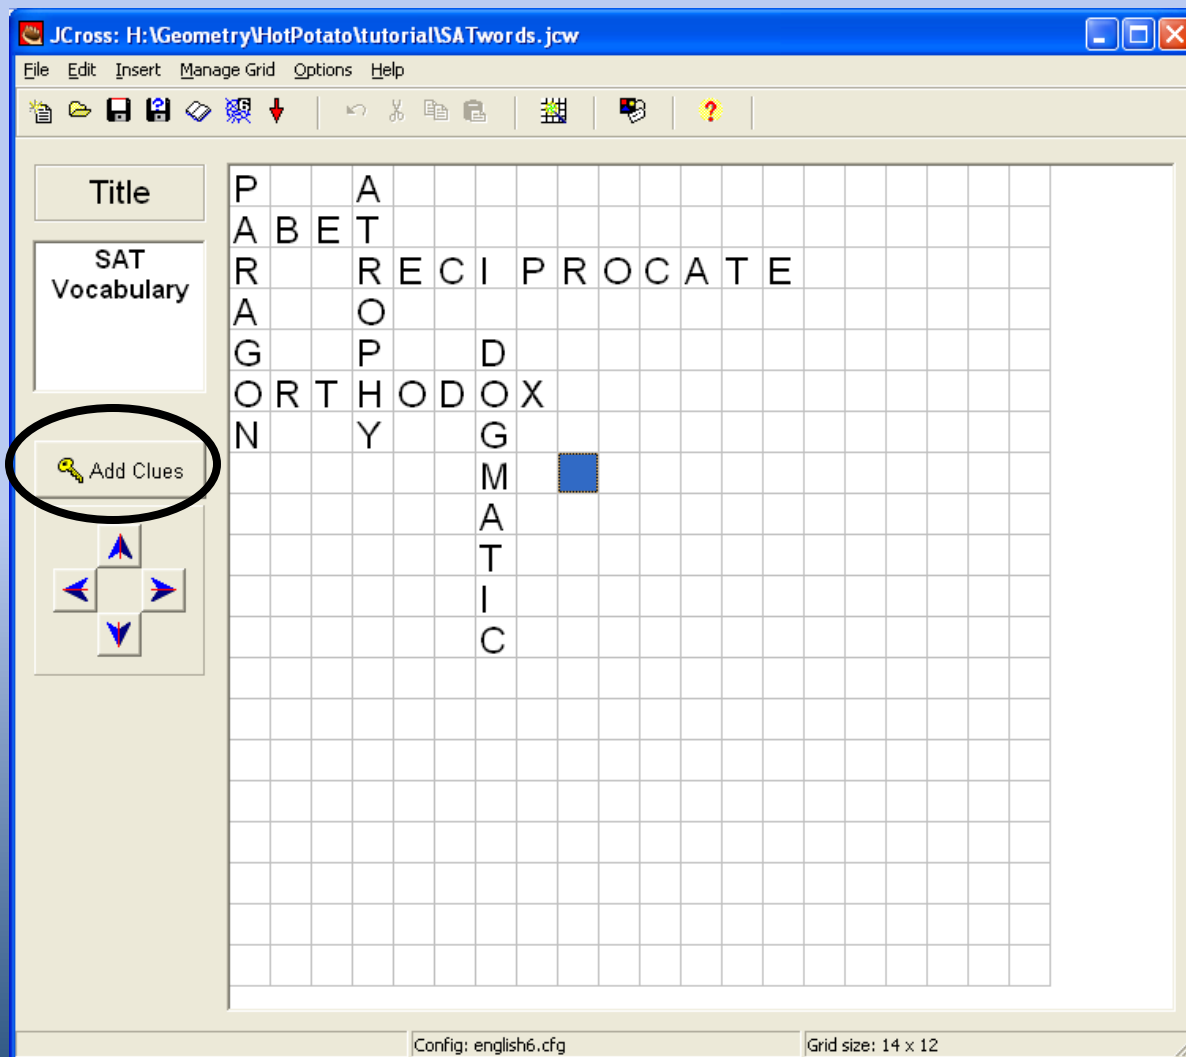 JCross: H:\Geometry\HotPotato\tutorial\SATwords.jcw
File Edit Insert Manage Grid Options Help
Title
SAT
Vocabulary
Add Clues
P A
A B E T
R R E C I P R O C A T E
A O
G P D
O R T H O D O X
N Y G
M
A
T
I
C
Config: english6.cfg
Grid size: 14 x 12